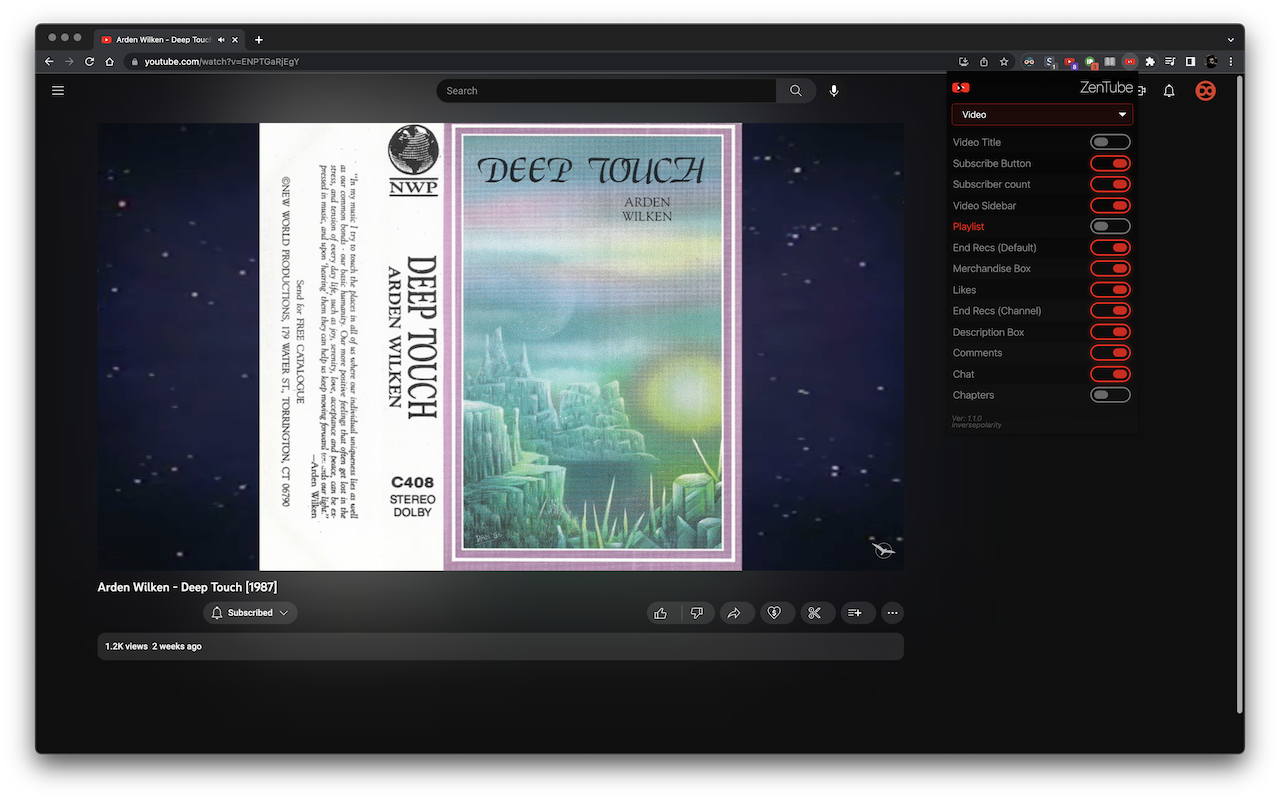 Arden Wilken - Deep Touc
youtube.com/watch?v=ENPTGaRjEgY
Search
ZenTube
Video
Video Title
Subscribe Button
Subscriber count
Video Sidebar
Playlist
End Recs (Default)
Merchandise Box
Likes
End Recs (Channel)
Description Box
Comments
Chat
Chapters
Ver: 1.1.0
inversepolarity
"In my music I try to touch the places in all of us where our individual uniqueness lies as well
as our common bonds - our basic humanity. Our more positive feelings that often get lost in the
stress, and tension of every day life, such as joy, serenity, love, acceptance and peace, can be ex-
pressed in music, and upon 'hearing' them they can help us keep moving forward our light."
—Arden Wilken
Send for FREE CATALOGUE
©NEW WORLD PRODUCTIONS, 179 WATER ST., TORRINGTON, CT 06790
NWP
DEEP TOUCH
ARDEN WILKEN
C408
STEREO
DOLBY
DEEP TOUCH
ARDEN
WILKEN
Arden Wilken - Deep Touch [1987]
Subscribed
1.2K views 2 weeks ago